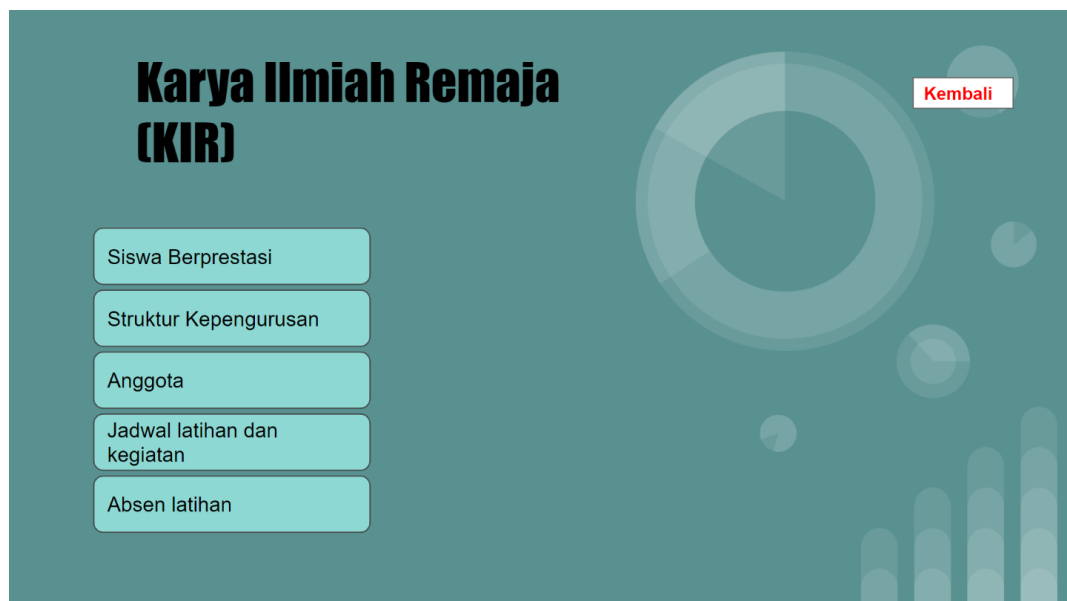 Karya Ilmiah Remaja
(KIR)
Kembali
Siswa Berprestasi
Struktur Kepengurusan
Anggota
Jadwal latihan dan
kegiatan
Absen latihan